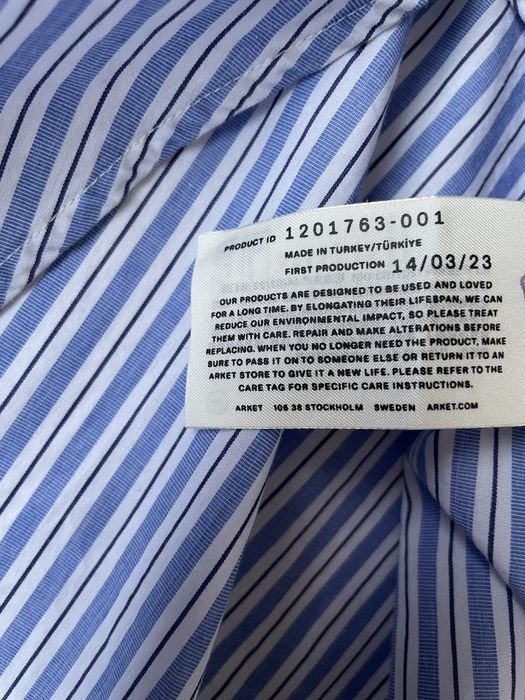 PRODUCT ID 1201763-001
MADE IN TURKEY/TÜRKİYE
FIRST PRODUCTION 14/03/23
OUR PRODUCTS ARE DESIGNED TO BE USED AND LOVED
FOR A LONG TIME. BY ELONGATING THEIR LIFESPAN, WE CAN
REDUCE OUR ENVIRONMENTAL IMPACT, SO PLEASE TREAT
THEM WITH CARE. REPAIR AND MAKE ALTERATIONS BEFORE
REPLACING. WHEN YOU NO LONGER NEED THE PRODUCT, MAKE
SURE TO PASS IT ON TO SOMEONE ELSE OR RETURN IT TO AN
ARKET STORE TO GIVE IT A NEW LIFE. PLEASE REFER TO THE
CARE TAG FOR SPECIFIC CARE INSTRUCTIONS.
ARKET 106 38 STOCKHOLM SWEDEN ARKET.COM